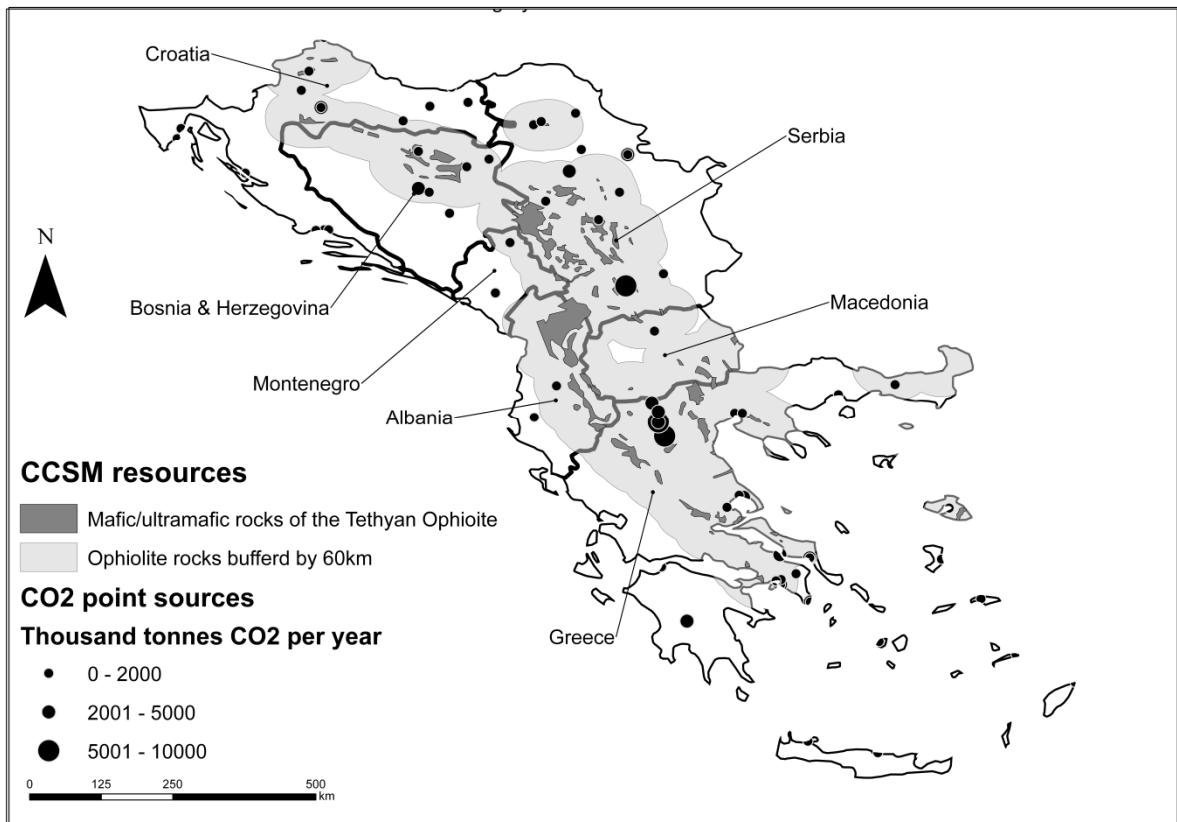 Croatia
Serbia
N
Bosnia & Herzegovina
Macedonia
Montenegro
Albania
CCSM resources
Mafic/ultramafic rocks of the Tethyan Ophioite
Ophiolite rocks bufferd by 60km
CO2 point sources
Thousand tonnes CO2 per year
Greece
0 - 2000
2001 - 5000
5001 - 10000
0 125 250 500
km